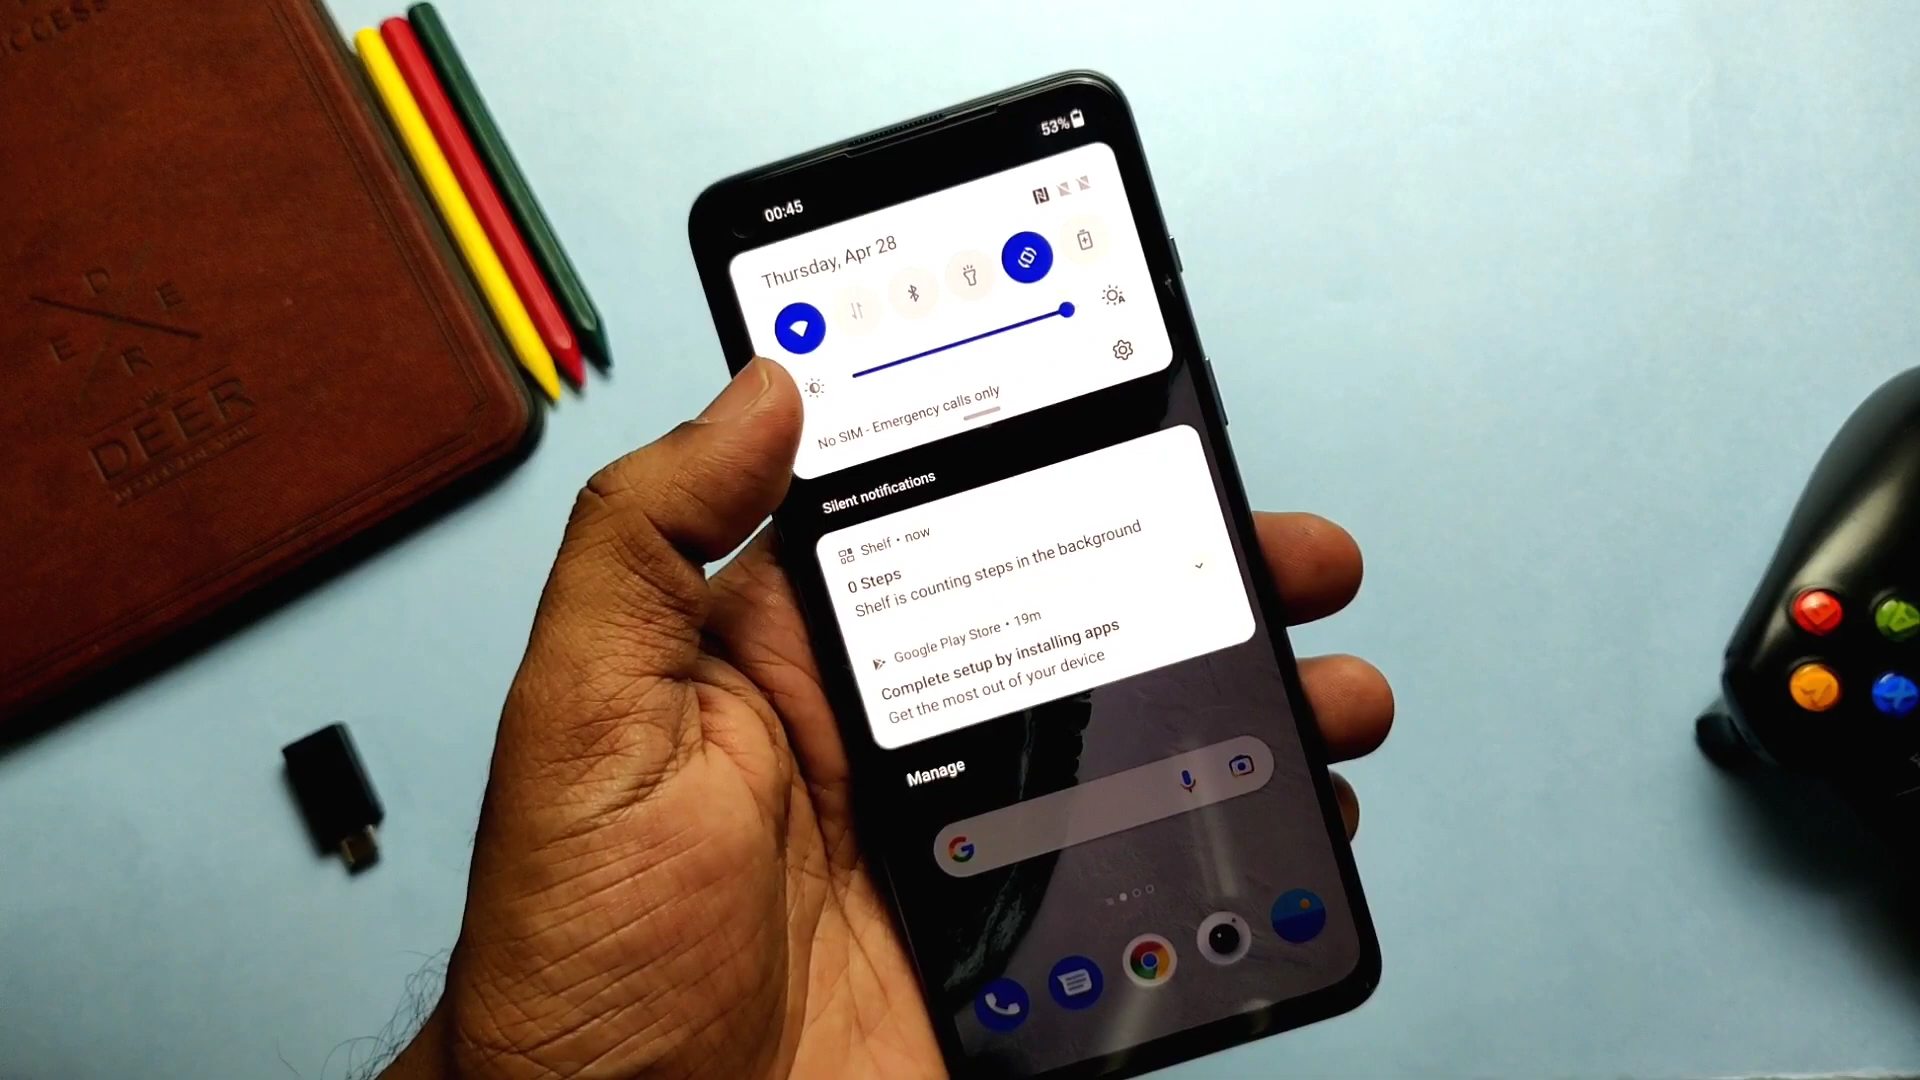 CCESS
D
E
E
R
DEER
53%
00:45
Thursday, Apr 28
No SIM - Emergency calls only
Silent notifications
Shelf • now
0 Steps
Shelf is counting steps in the background
Google Play Store • 19m
Complete setup by installing apps
Get the most out of your device
Manage